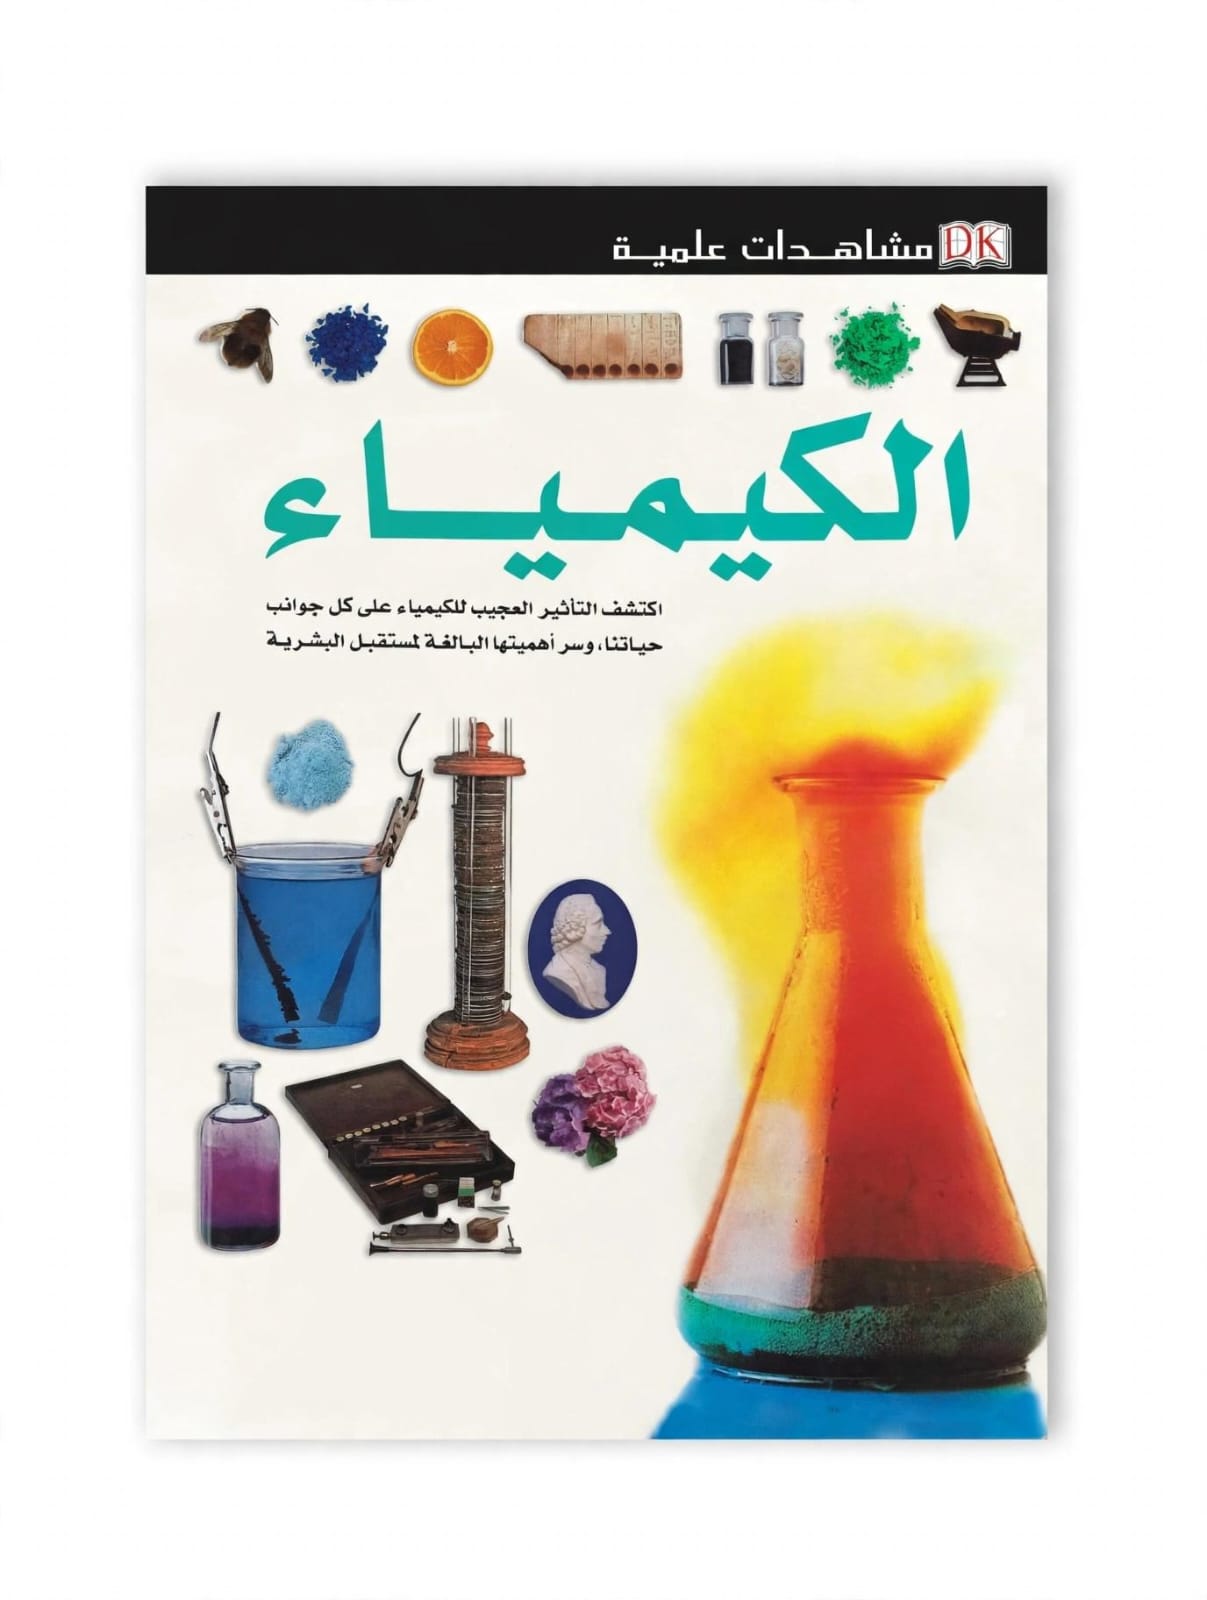 مشاهدات علمية DK
الكيمياء
اكتشف التأثير العجيب للكيمياء على كل جوانب
حياتنا، وسر أهميتها البالغة لمستقبل البشرية